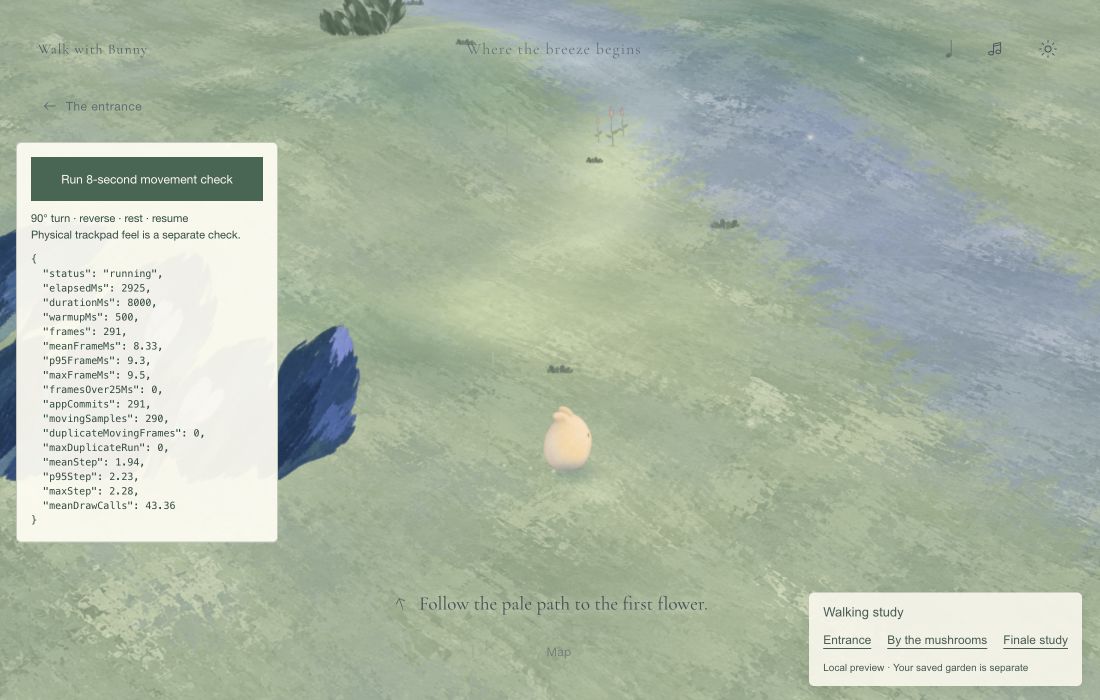 Walk with Bunny
Where the breeze begins
← The entrance
Run 8-second movement check
90° turn · reverse · rest · resume
Physical trackpad feel is a separate check.
{
  "status": "running",
  "elapsedMs": 2925,
  "durationMs": 8000,
  "warmupMs": 500,
  "frames": 291,
  "meanFrameMs": 8.33,
  "p95FrameMs": 9.3,
  "maxFrameMs": 9.5,
  "framesOver25Ms": 0,
  "appCommits": 291,
  "movingSamples": 290,
  "duplicateMovingFrames": 0,
  "maxDuplicateRun": 0,
  "meanStep": 1.94,
  "p95Step": 2.23,
  "maxStep": 2.28,
  "meanDrawCalls": 43.36
}
Follow the pale path to the first flower.
Map
Walking study
Entrance By the mushrooms Finale study
Local preview · Your saved garden is separate